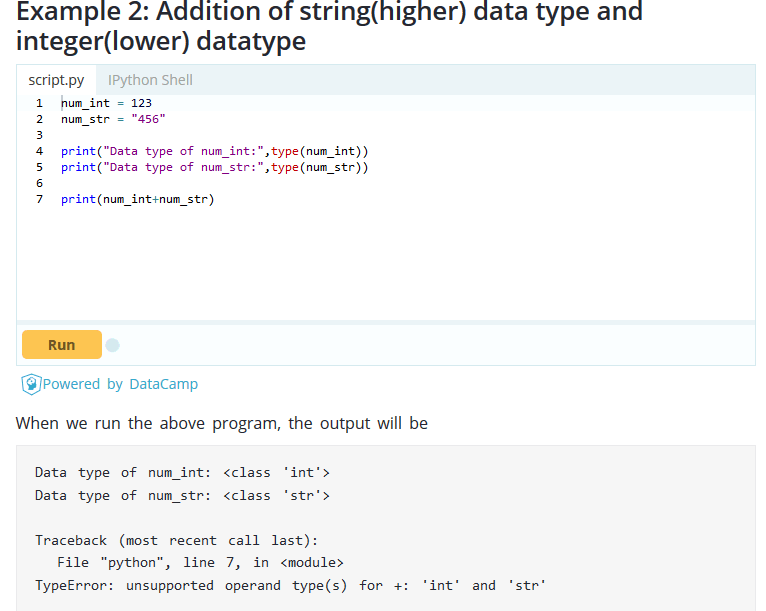 Example 2: Addition of string(higher) data type and
integer(lower) datatype
script.py IPython Shell
1 num_int = 123
2 num_str = "456"
3
4 print("Data type of num_int:",type(num_int))
5 print("Data type of num_str:",type(num_str))
6
7 print(num_int+num_str)
Run
Powered by DataCamp
When we run the above program, the output will be
Data type of num_int: <class 'int'>
Data type of num_str: <class 'str'>
Traceback (most recent call last):
File "python", line 7, in <module>
TypeError: unsupported operand type(s) for +: 'int' and 'str'